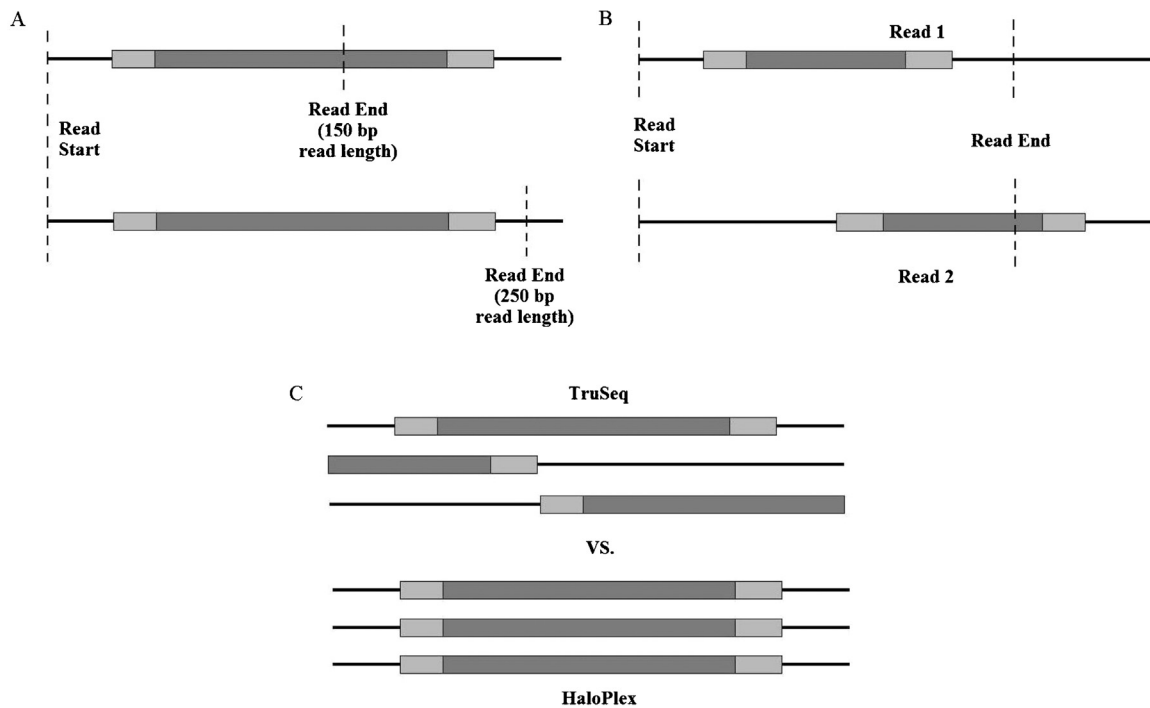 A
Read
Start
Read End
(150 bp
read length)
Read End
(250 bp
read length)
B
Read 1
Read
Start
Read End
Read 2
C
TruSeq
VS.
HaloPlex